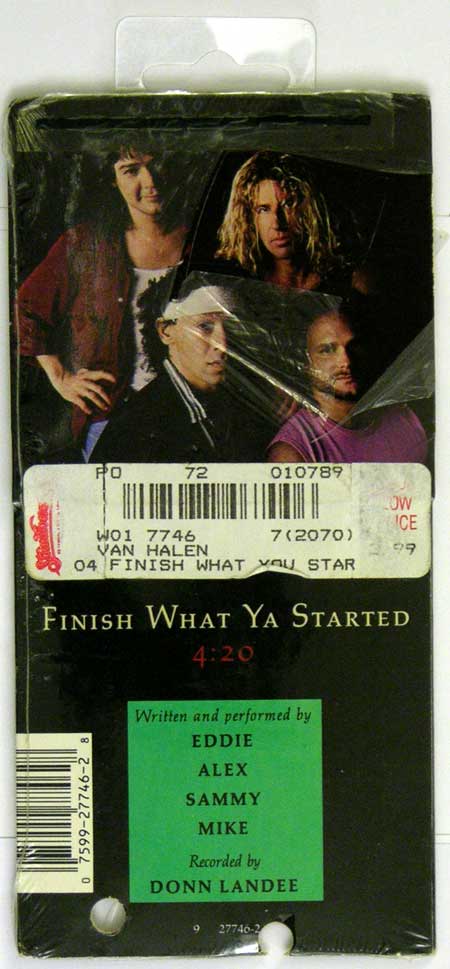 PO 72 010789
LOW
W01 7746 7(2070)
VAN HALEN
04 FINISH WHAT YOU STAR
FINISH WHAT YA STARTED
4:20
Written and performed by
EDDIE
ALEX
SAMMY
MIKE
Recorded by
DONN LANDEE
0 7599-27746-2 8
9 27746-2